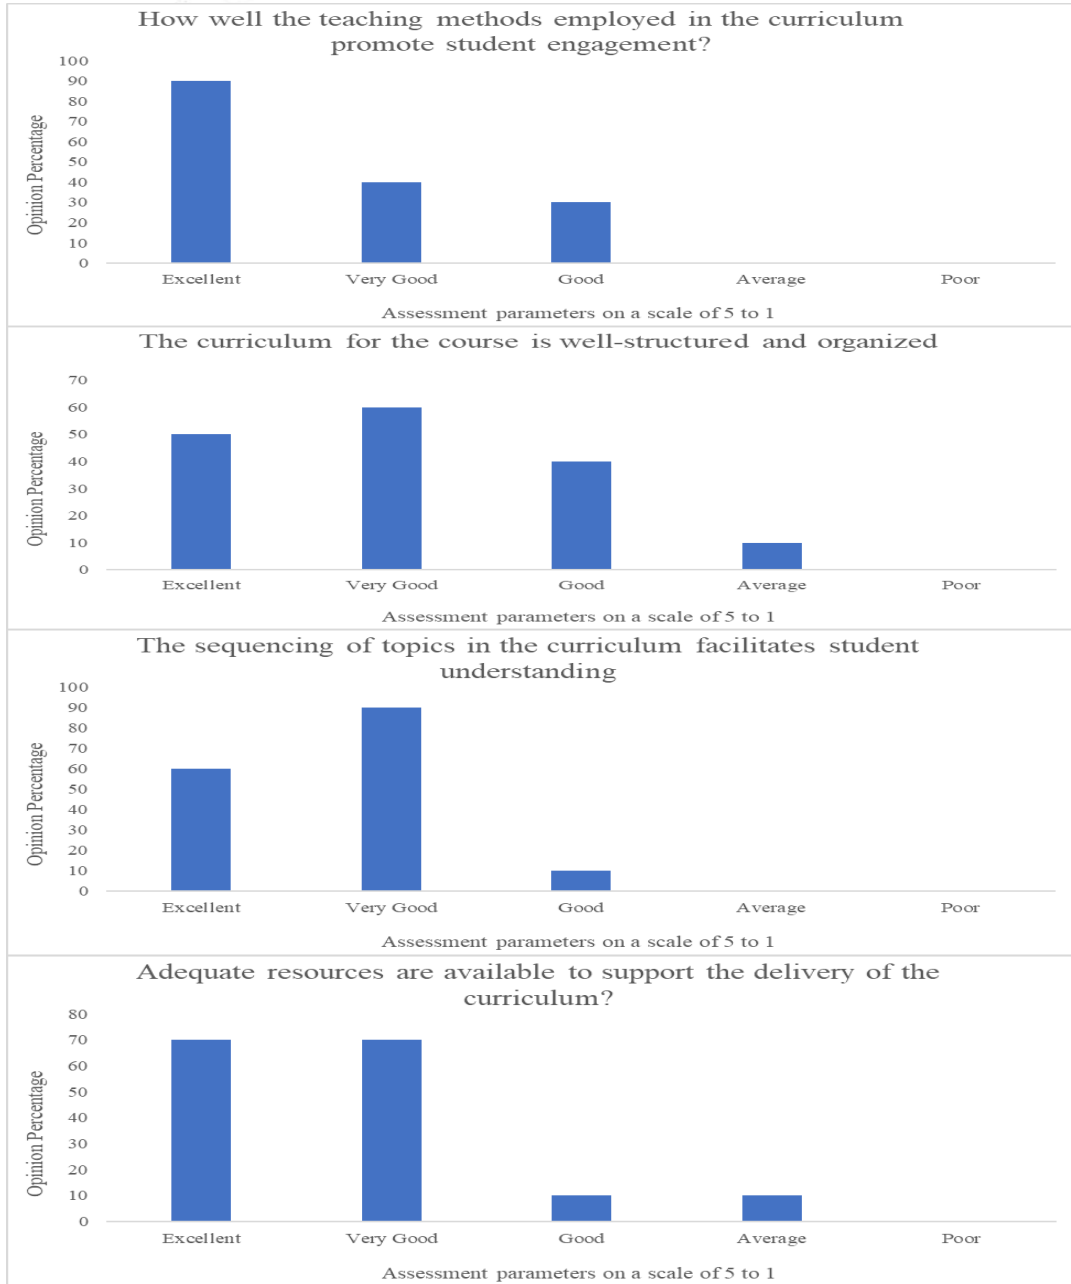 How well the teaching methods employed in the curriculum
promote student engagement?
100
90
80
70
60
50
40
30
20
10
0
Opinion Percentage
Excellent Very Good Good Average Poor
Assessment parameters on a scale of 5 to 1
The curriculum for the course is well-structured and organized
70
60
50
40
30
20
10
0
Opinion Percentage
Excellent Very Good Good Average Poor
Assessment parameters on a scale of 5 to 1
The sequencing of topics in the curriculum facilitates student
understanding
100
90
80
70
60
50
40
30
20
10
0
Opinion Percentage
Excellent Very Good Good Average Poor
Assessment parameters on a scale of 5 to 1
Adequate resources are available to support the delivery of the
curriculum?
80
70
60
50
40
30
20
10
0
Opinion Percentage
Excellent Very Good Good Average Poor
Assessment parameters on a scale of 5 to 1